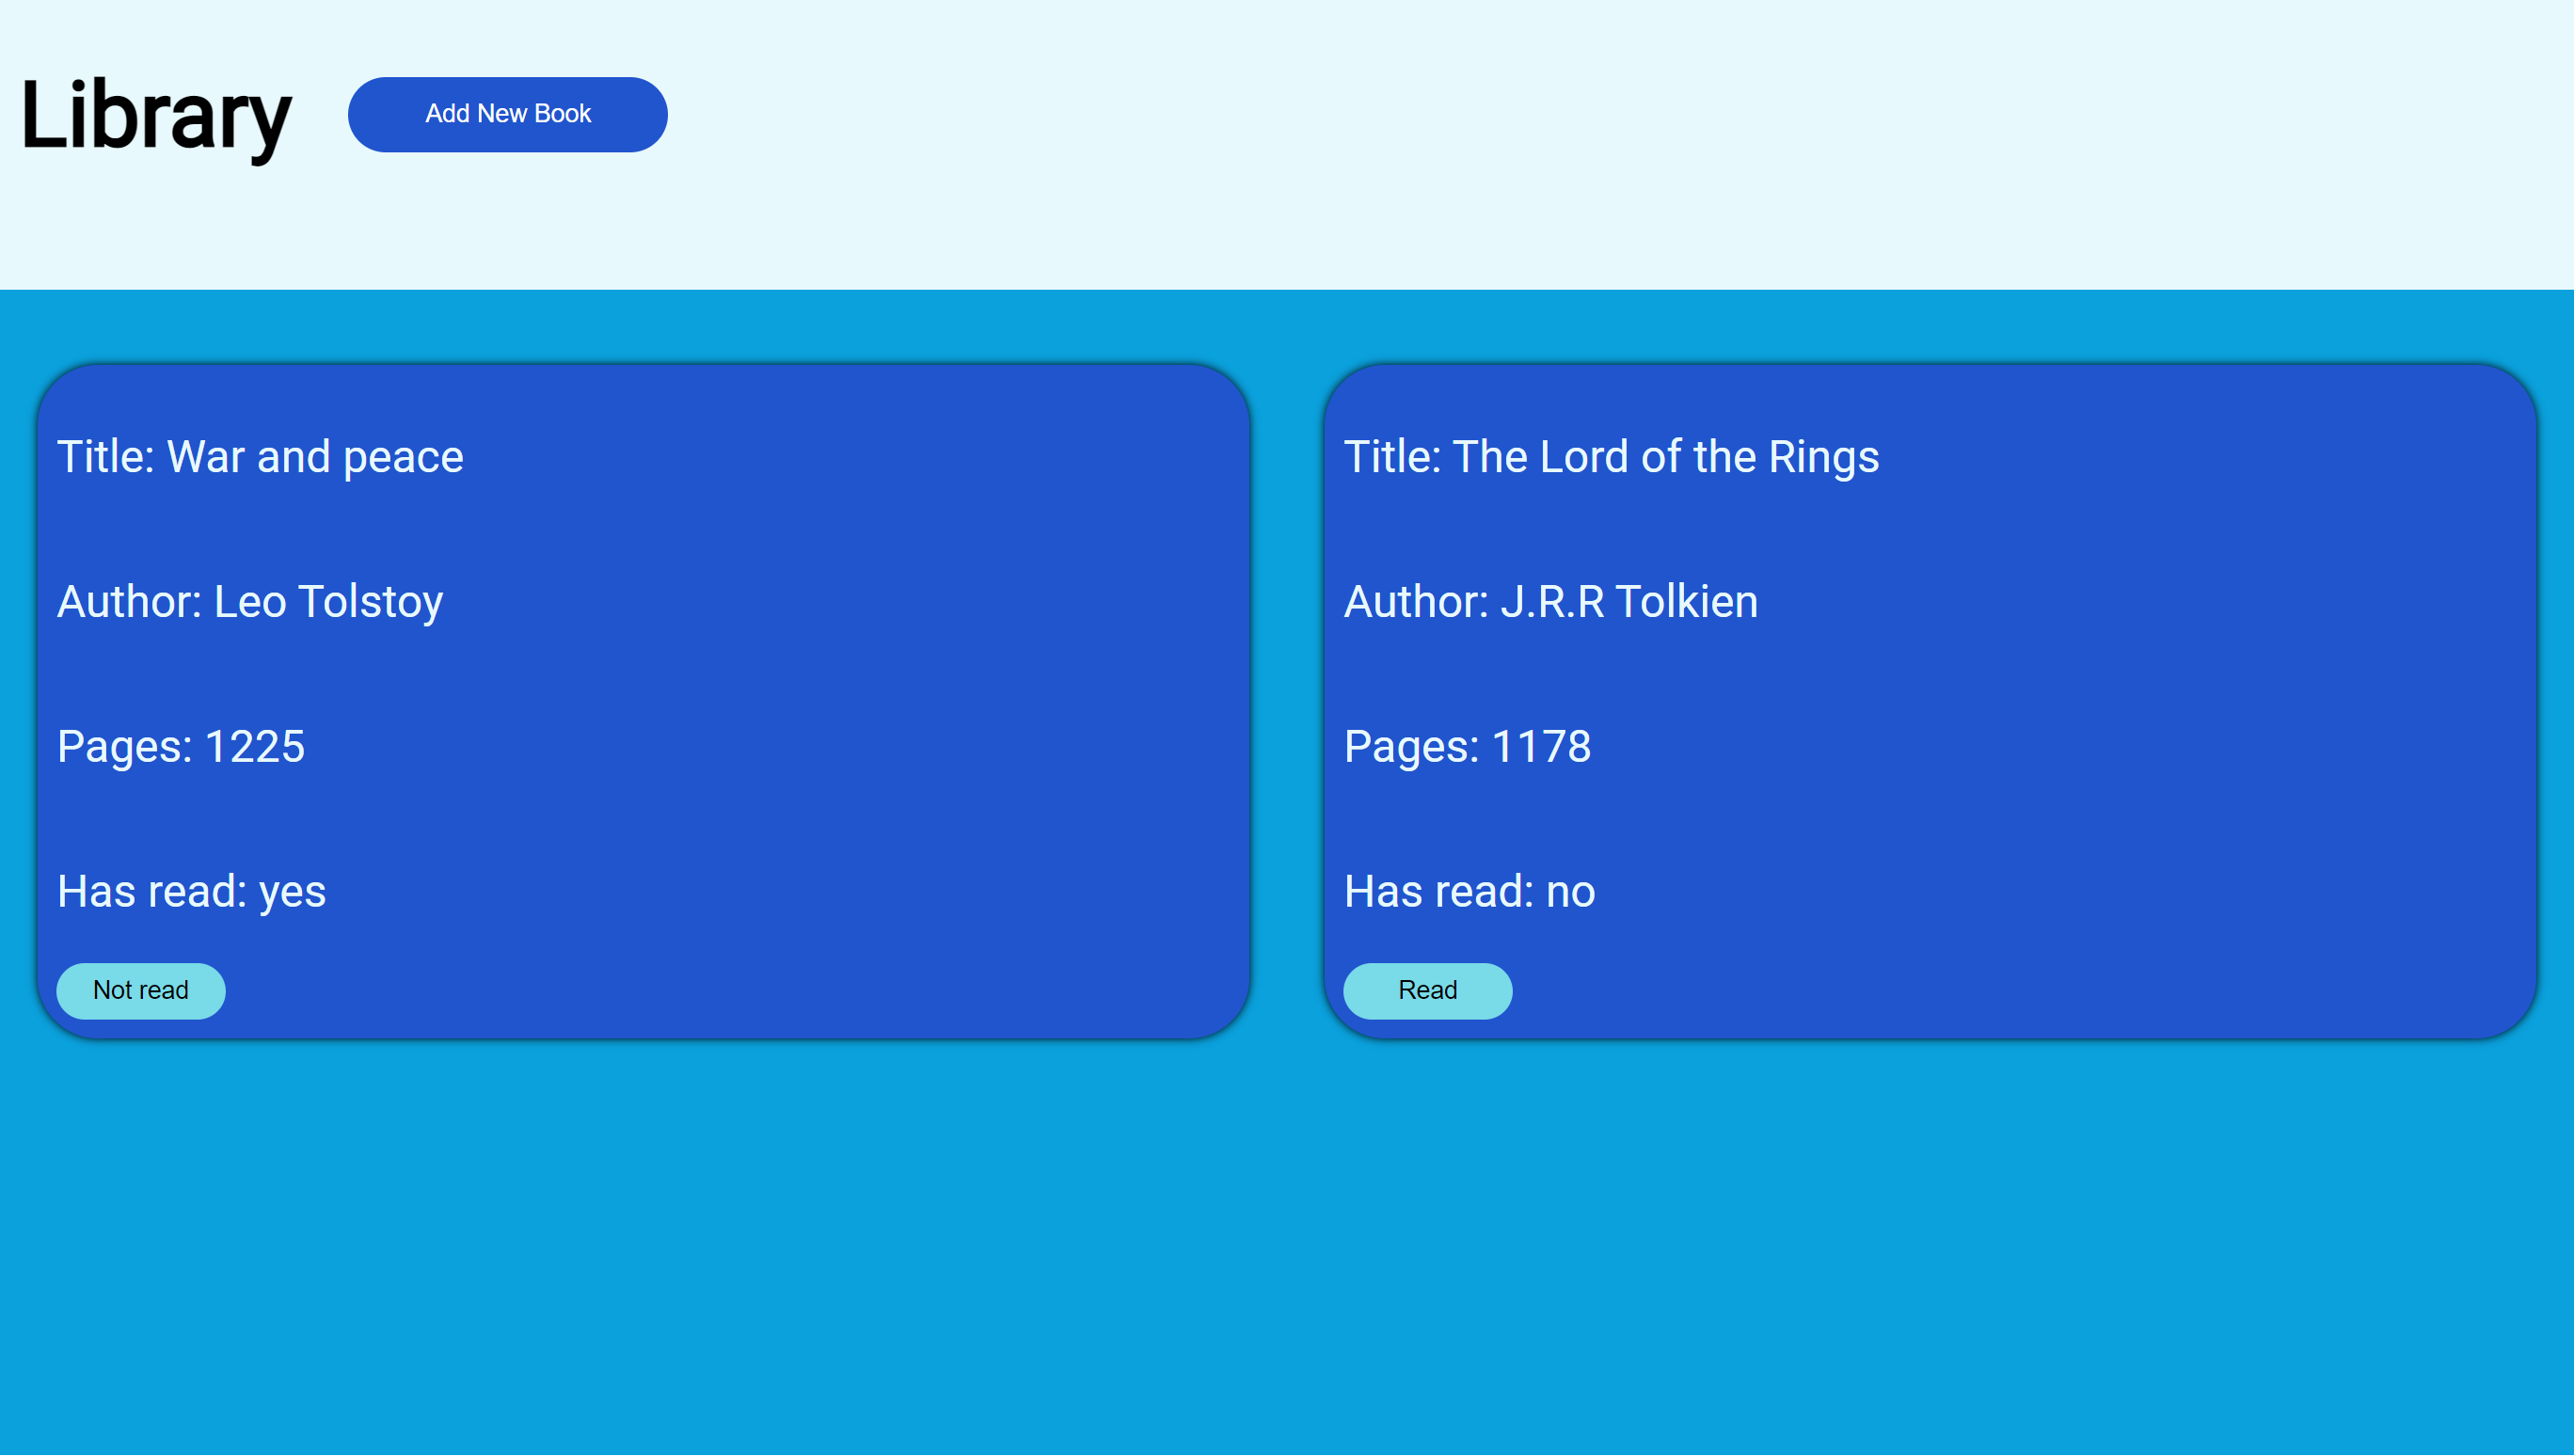 Library
Add New Book
Title: War and peace
Author: Leo Tolstoy
Pages: 1225
Has read: yes
Not read
Title: The Lord of the Rings
Author: J.R.R Tolkien
Pages: 1178
Has read: no
Read